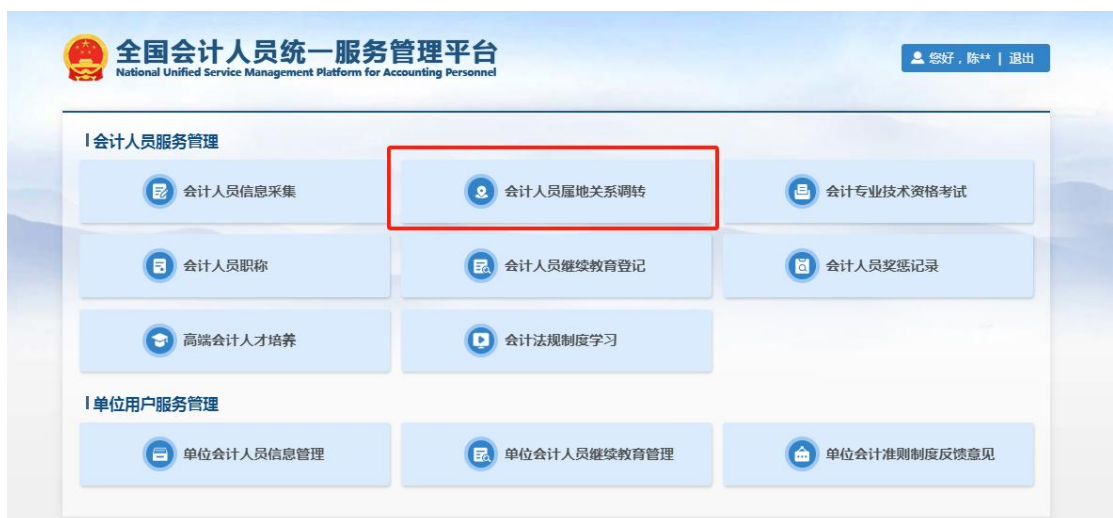 全国会计人员统一服务管理平台
National Unified Service Management Platform for Accounting Personnel
您好，陈** | 退出
会计人员服务管理
会计人员信息采集
会计人员属地关系调转
会计专业技术资格考试
会计人员职称
会计人员继续教育登记
会计人员奖惩记录
高端会计人才培养
会计法规制度学习
单位用户服务管理
单位会计人员信息管理
单位会计人员继续教育管理
单位会计准则制度反馈意见